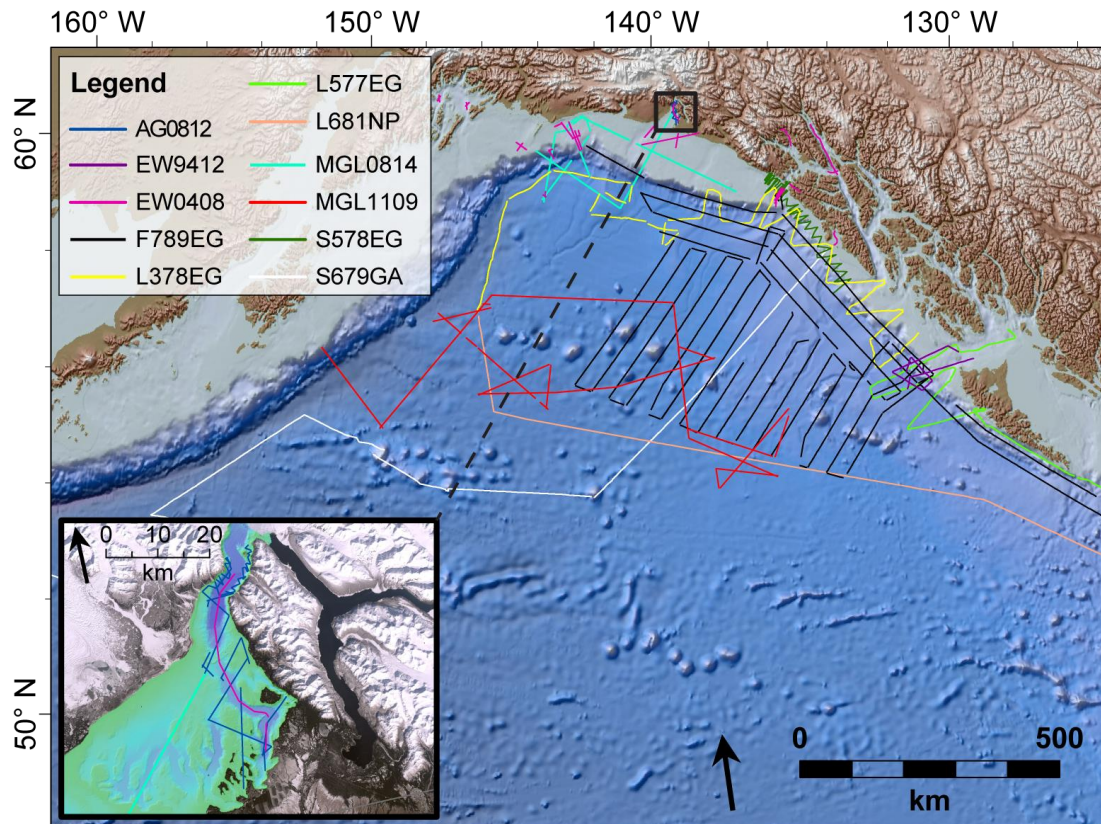 160° W
150° W
140° W
130° W
60° N
50° N
Legend
AG0812
EW9412
EW0408
F789EG
L378EG
L577EG
L681NP
MGL0814
MGL1109
S578EG
S679GA
0 10 20
km
0 500
km